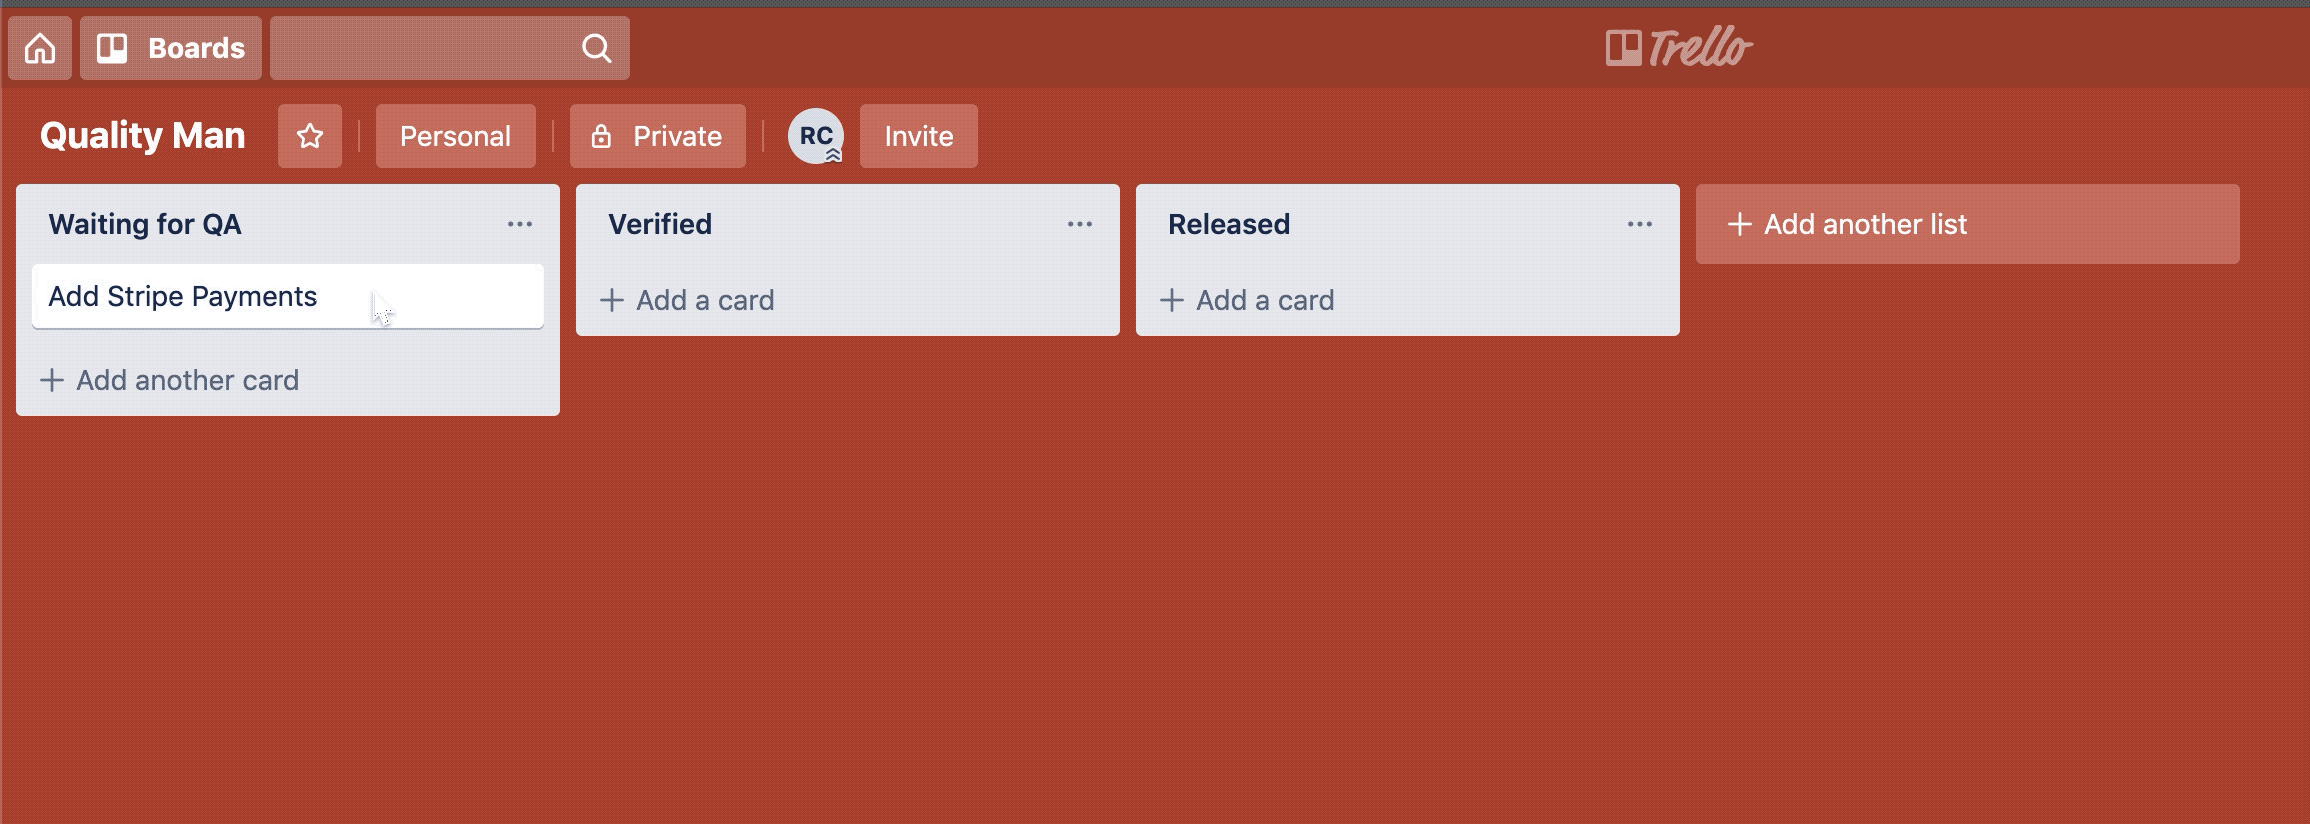 Boards
Trello
Quality Man
Personal
Private
RC
Invite
Waiting for QA
Add Stripe Payments
Add another card
Verified
Add a card
Released
Add a card
Add another list